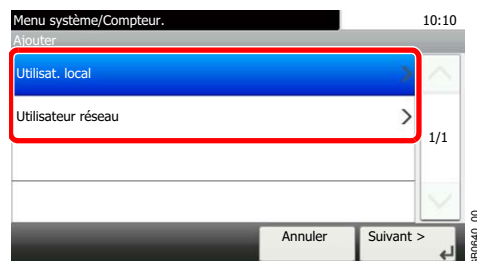 Menu système/Compteur. 10:10
Ajouter
Utilisat. local
Utilisateur réseau
1/1
Annuler Suivant >